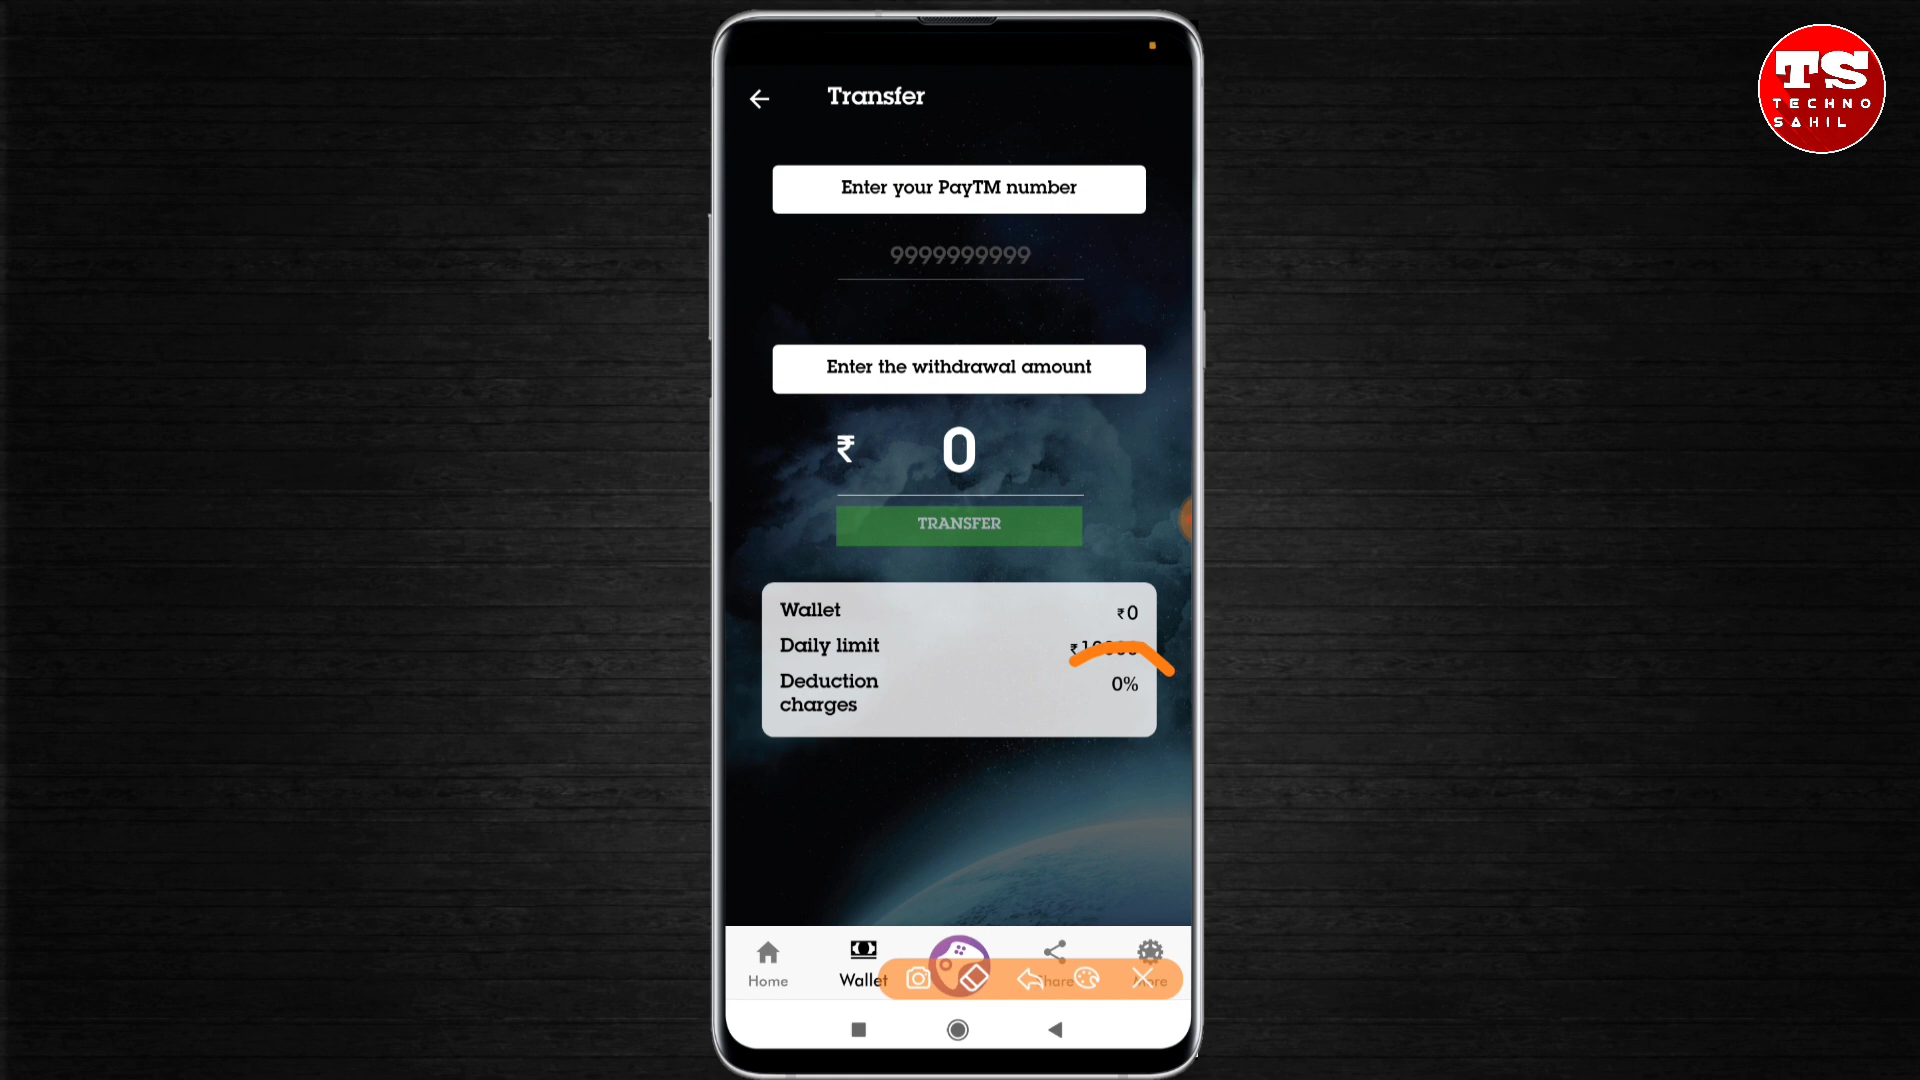 TS
TECHNO
SAHIL
Transfer
Enter your PayTM number
9999999999
Enter the withdrawal amount
₹ 0
TRANSFER
Wallet ₹0
Daily limit
Deduction charges 0%
Home
Wallet